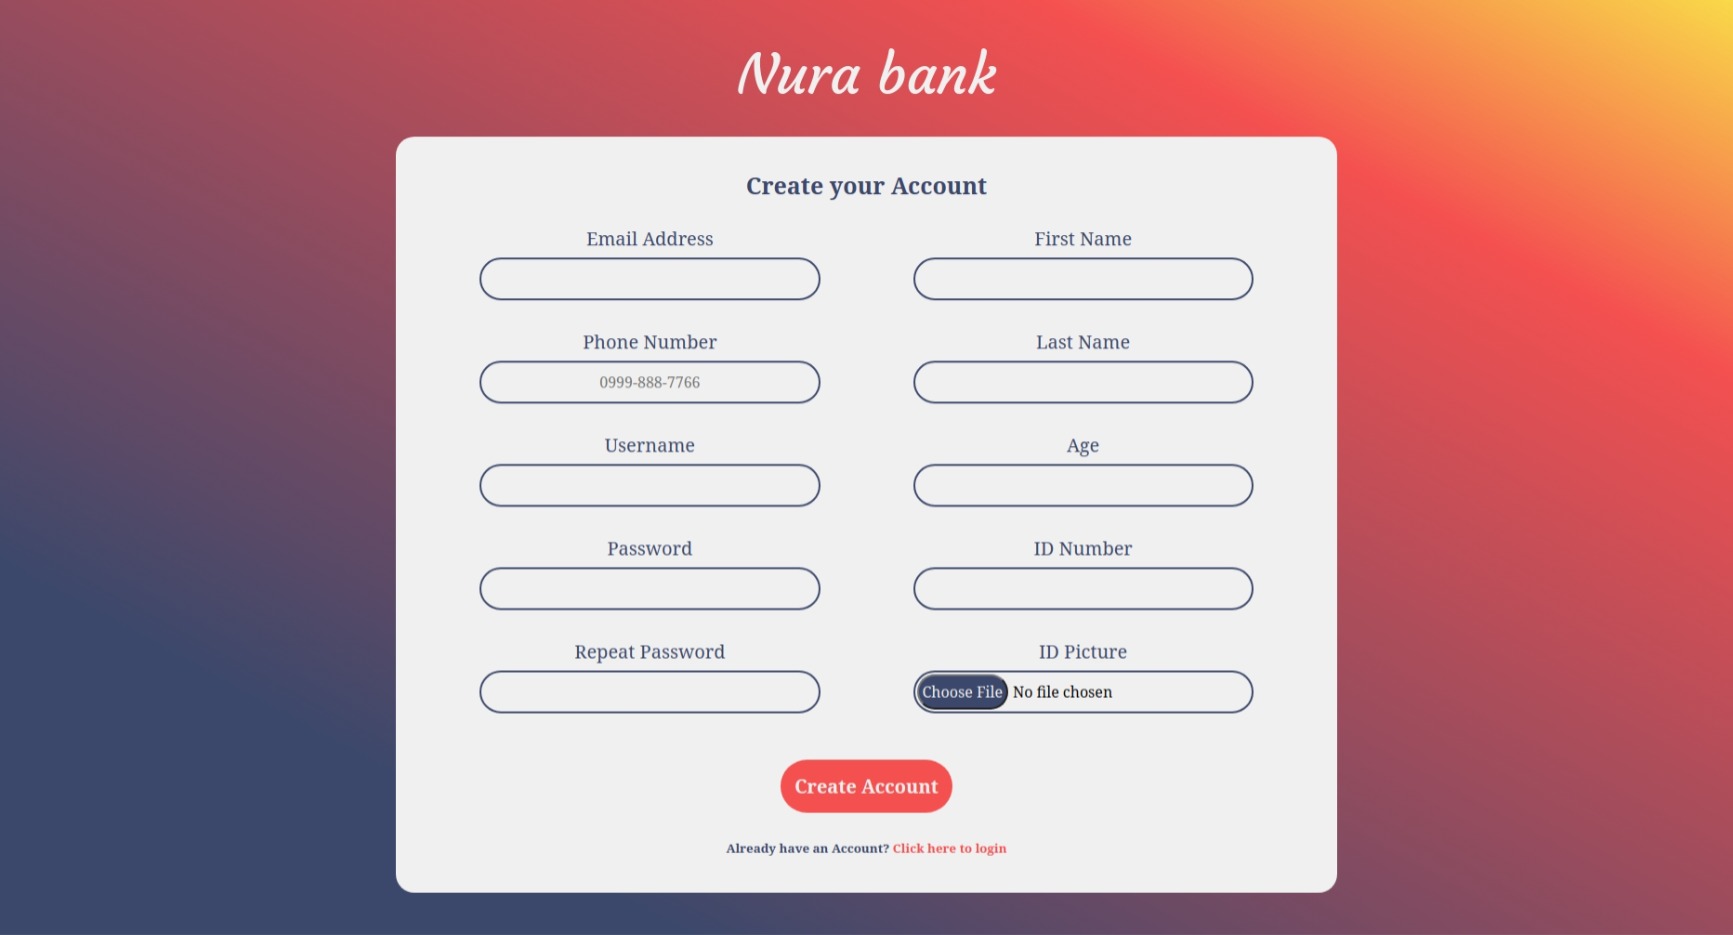 Nura bank
Create your Account
Email Address
First Name
Phone Number
Last Name
0999-888-7766
Username
Age
Password
ID Number
Repeat Password
ID Picture
Choose File No file chosen
Create Account
Already have an Account? Click here to login